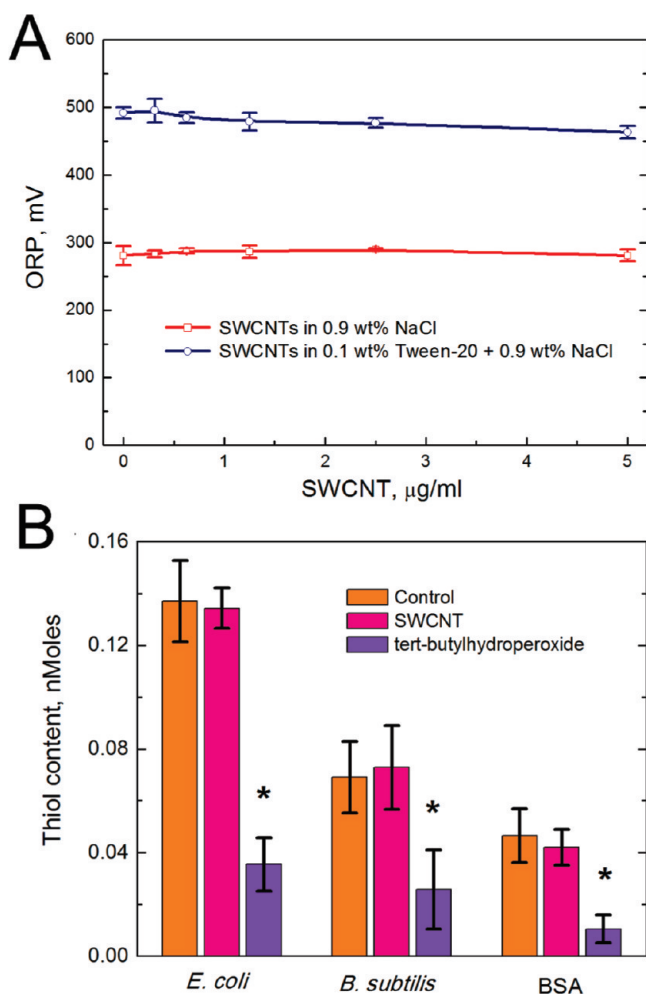 A
600
500
400
300
200
100
0
ORP, mV
SWCNTs in 0.9 wt% NaCl
SWCNTs in 0.1 wt% Tween-20 + 0.9 wt% NaCl
0 1 2 3 4 5
SWCNT, μg/ml
B
0.16
0.12
0.08
0.04
0.00
Thiol content, nMoles
Control
SWCNT
tert-butylhydroperoxide
*
*
*
E. coli B. subtilis BSA